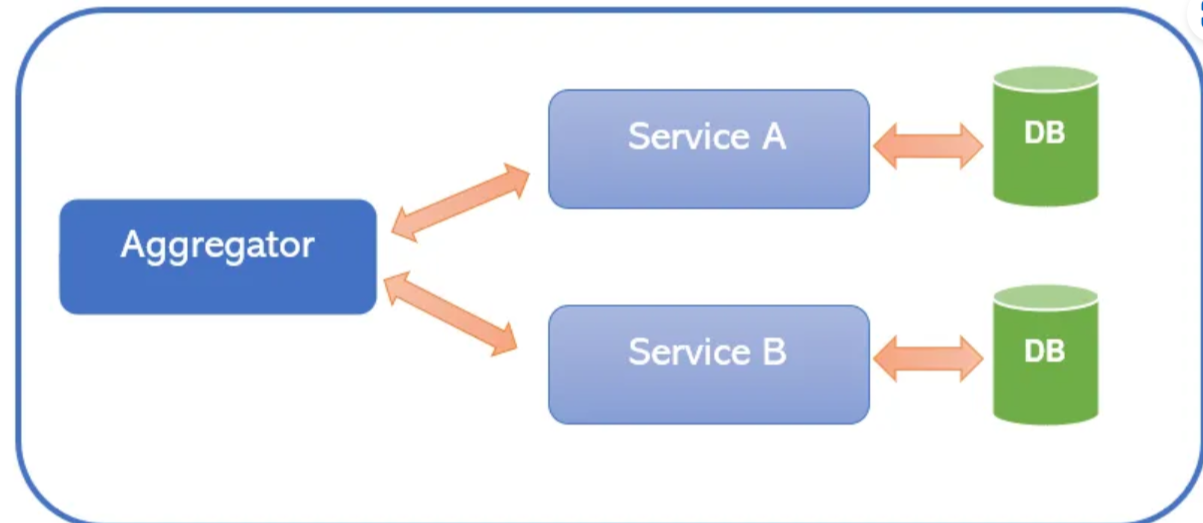 Aggregator
Service A
DB
Service B
DB